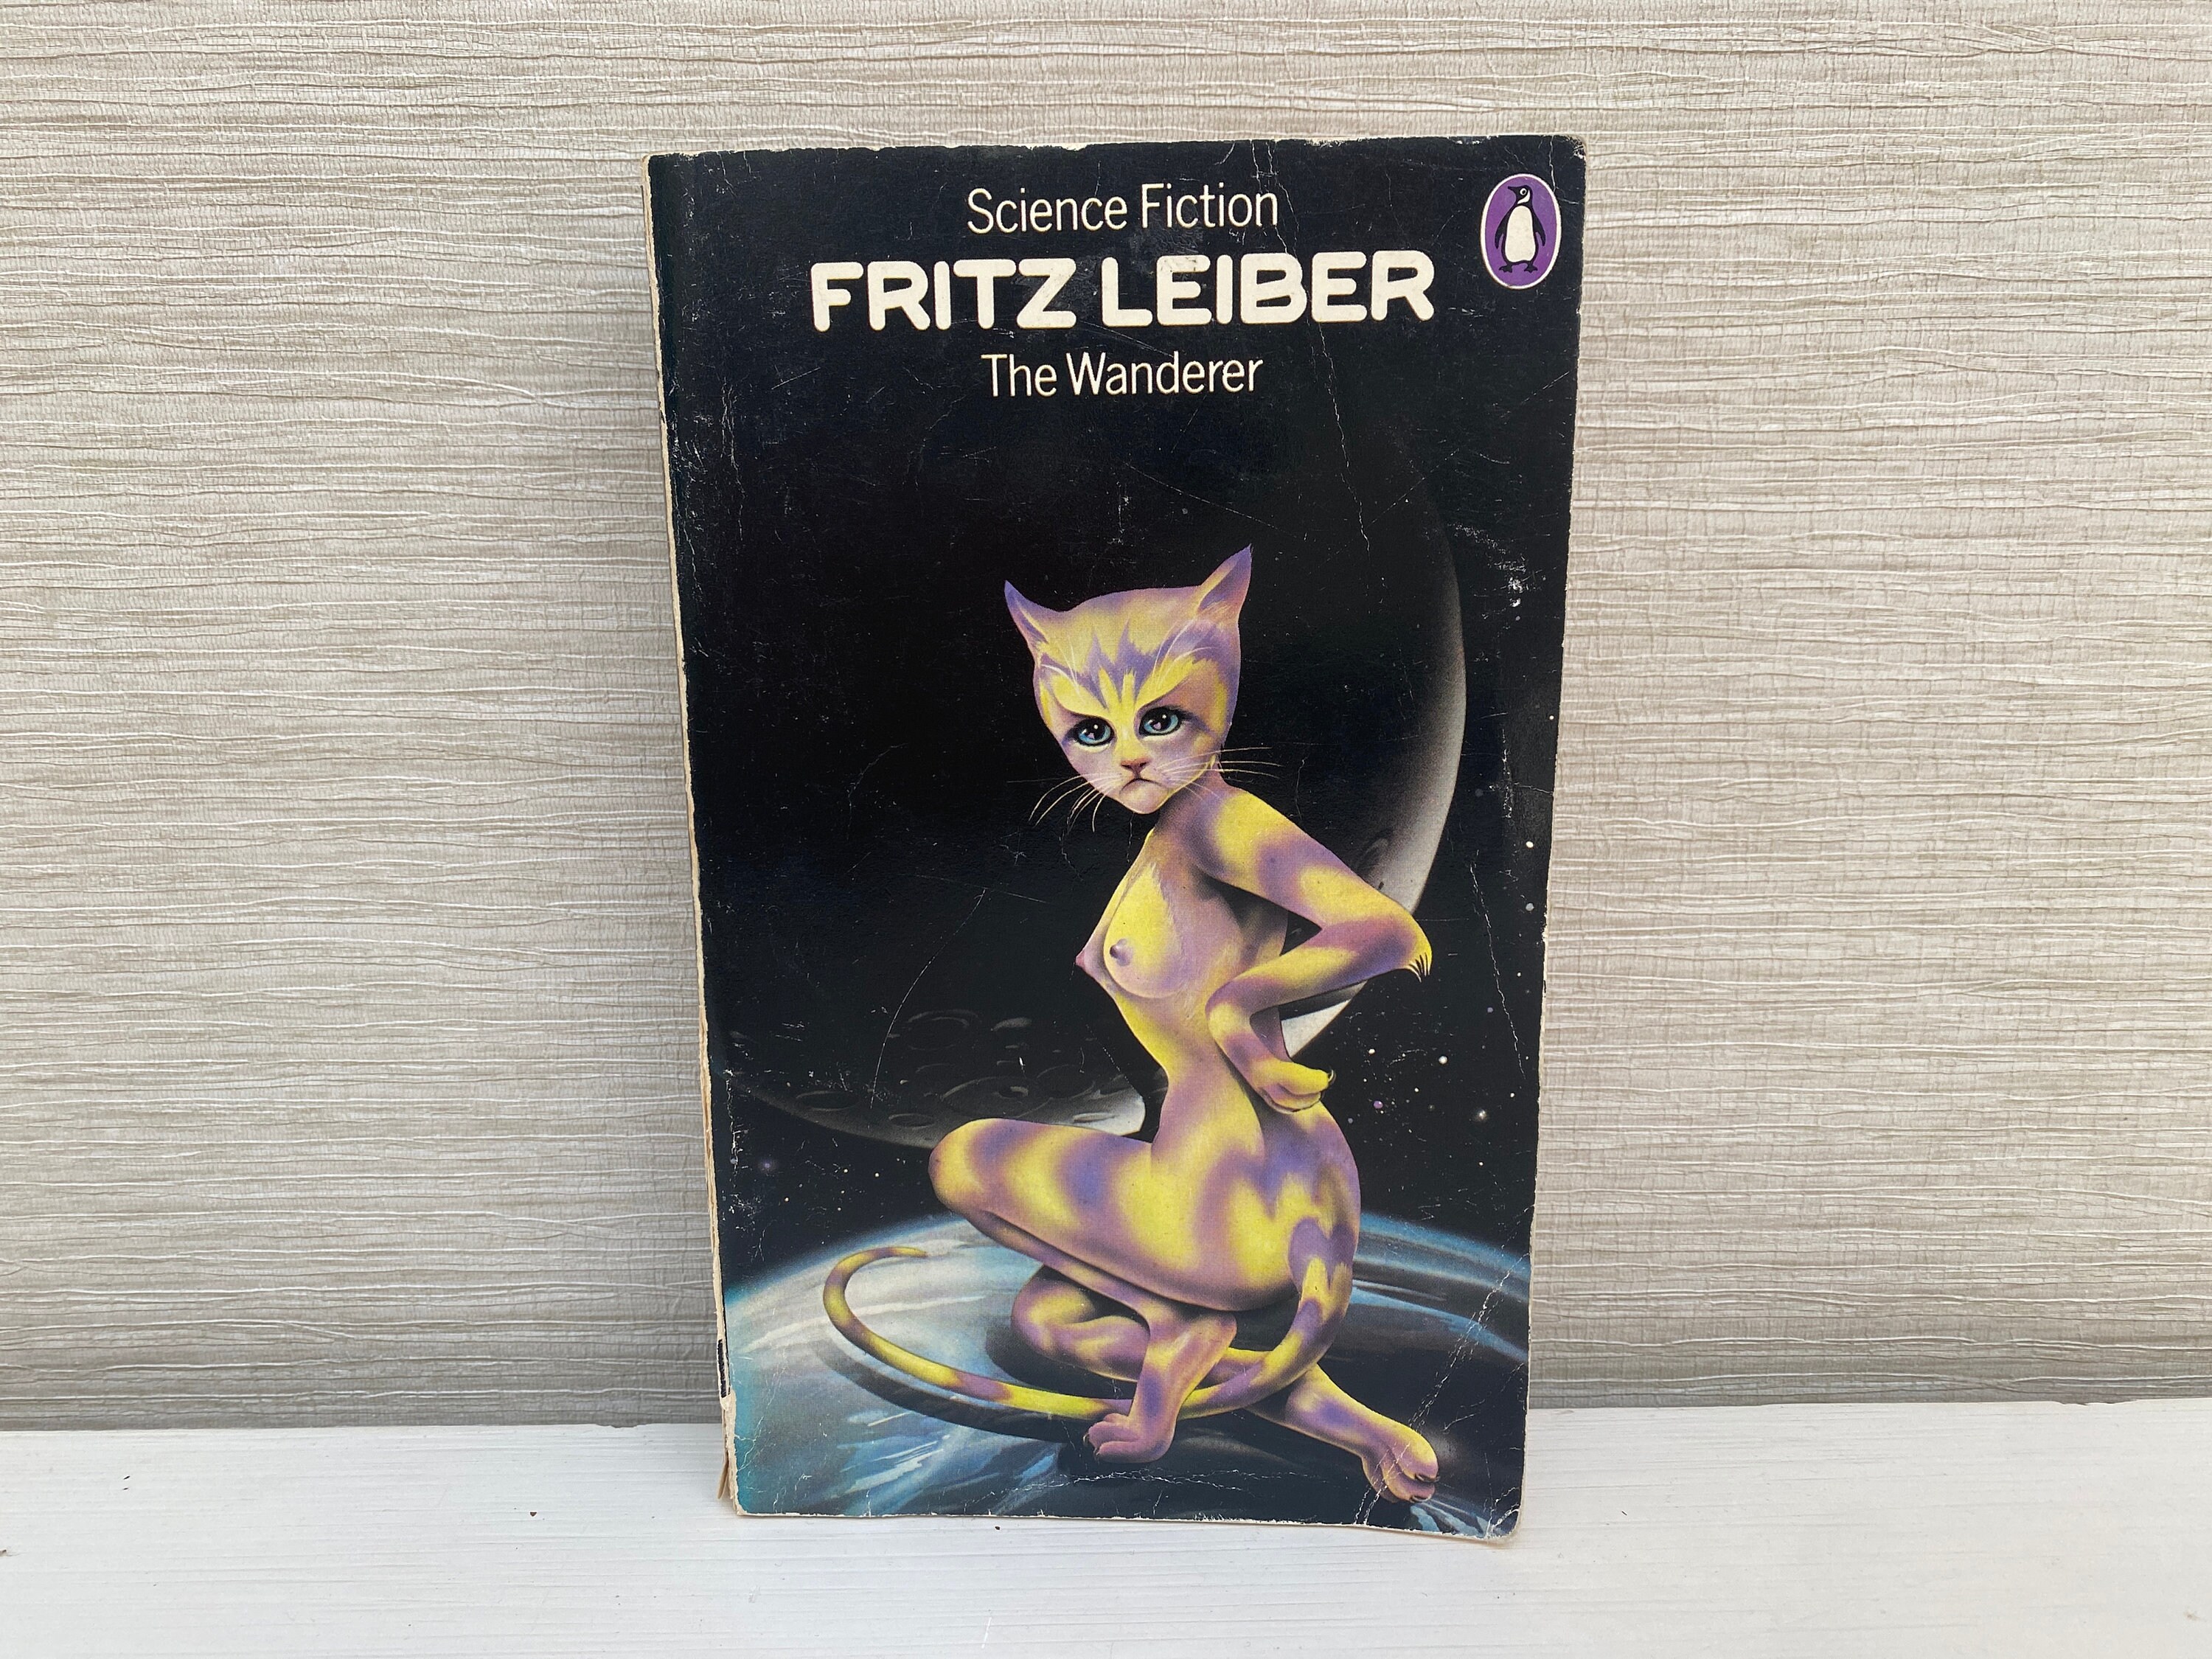 Science Fiction
FRITZ LEIBER
The Wanderer